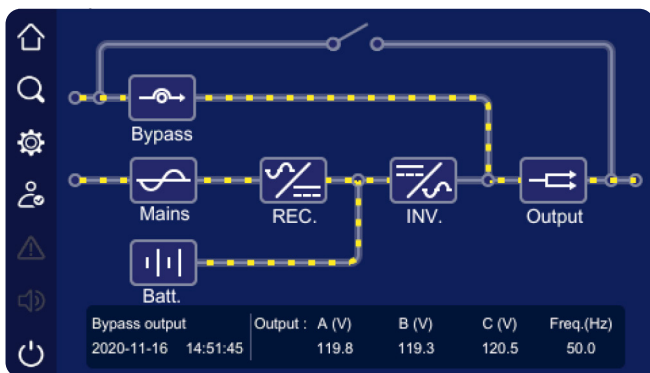 Bypass
Mains
REC.
INV.
Output
Batt.
Bypass output
Output : A (V) B (V) C (V) Freq.(Hz)
2020-11-16 14:51:45
119.8 119.3 120.5 50.0